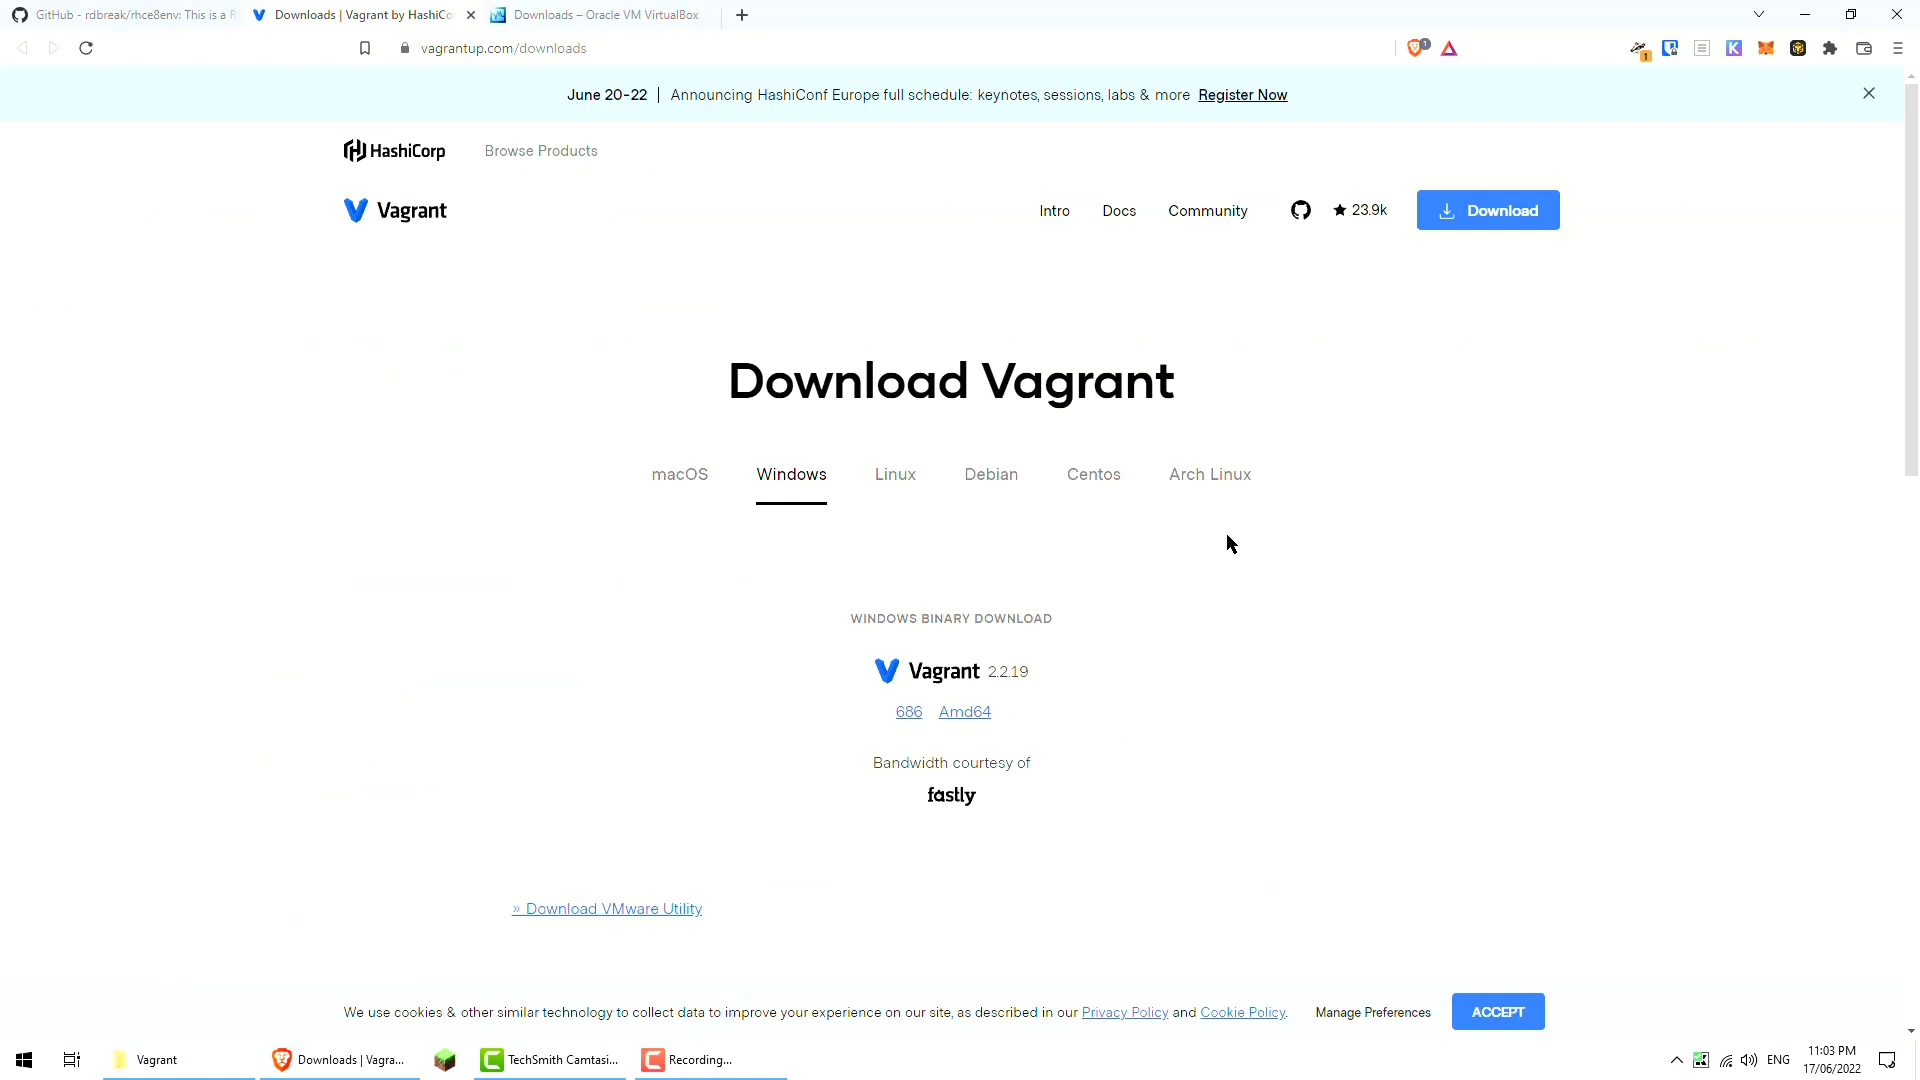 GitHub - rdbreak/rhce8env: This is a R
Downloads | Vagrant by HashiCo
Downloads – Oracle VM VirtualBox
vagrantup.com/downloads
1
1
June 20-22 | Announcing HashiConf Europe full schedule: keynotes, sessions, labs & more Register Now
HashiCorp
Browse Products
Vagrant
Intro
Docs
Community
23.9k
Download
Download Vagrant
macOS
Windows
Linux
Debian
Centos
Arch Linux
WINDOWS BINARY DOWNLOAD
Vagrant 2.2.19
686
Amd64
Bandwidth courtesy of
fastly
» Download VMware Utility
We use cookies & other similar technology to collect data to improve your experience on our site, as described in our Privacy Policy and Cookie Policy.
Manage Preferences
ACCEPT
Vagrant
Downloads | Vagra...
TechSmith Camtasi...
Recording...
ENG
11:03 PM
17/06/2022